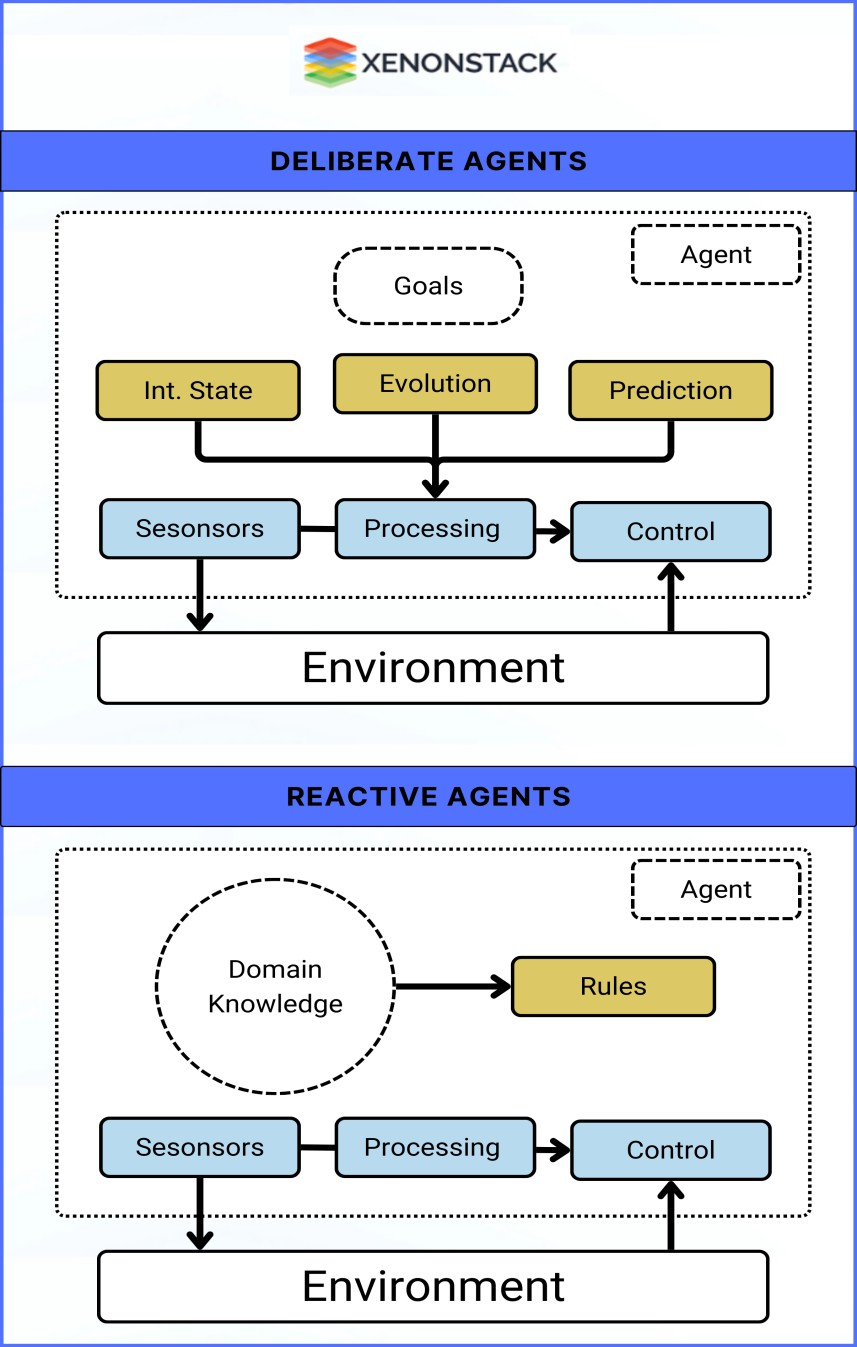 XENONSTACK
DELIBERATE AGENTS
Agent
Goals
Int. State
Evolution
Prediction
Sesonsors
Processing
Control
Environment
REACTIVE AGENTS
Agent
Domain
Knowledge
Rules
Sesonsors
Processing
Control
Environment